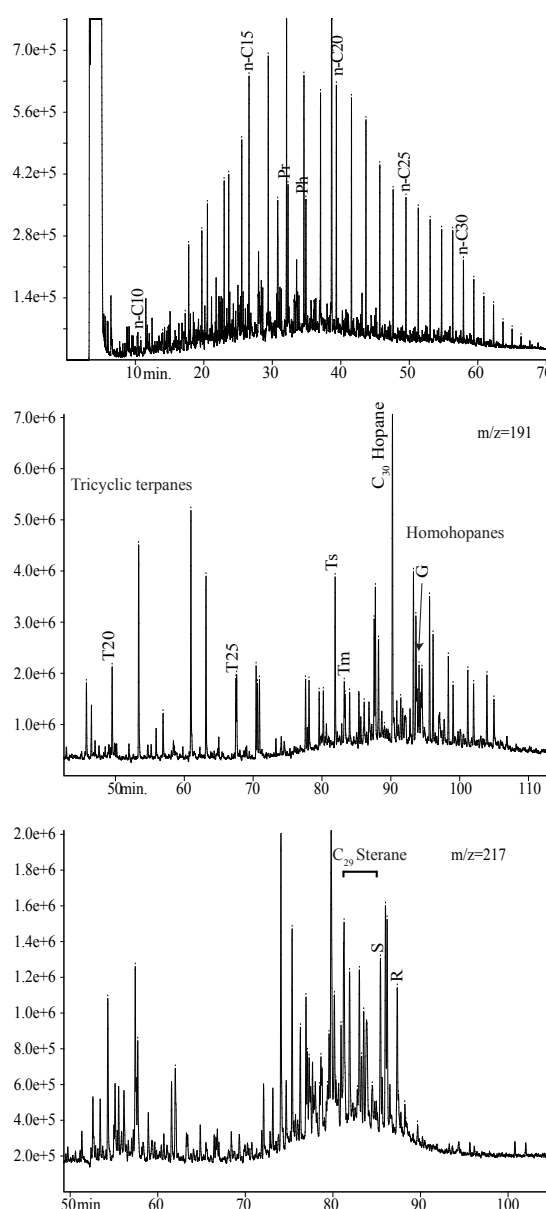 7.0e+5
5.6e+5
4.2e+5
2.8e+5
1.4e+5
n-C10
n-C15
Pr
Ph
n-C20
n-C25
n-C30
10min.
20
30
40
50
60
70
7.0e+6
6.0e+6
5.0e+6
4.0e+6
3.0e+6
2.0e+6
1.0e+6
m/z=191
Tricyclic terpanes
T20
T25
Ts
Tm
C30 Hopane
Homohopanes
G
50min.
60
70
80
90
100
110
2.0e+6
1.8e+6
1.6e+6
1.4e+6
1.2e+6
1.0e+6
8.0e+5
6.0e+5
4.0e+5
2.0e+5
C29 Sterane
m/z=217
S
R
50min
60
70
80
90
100